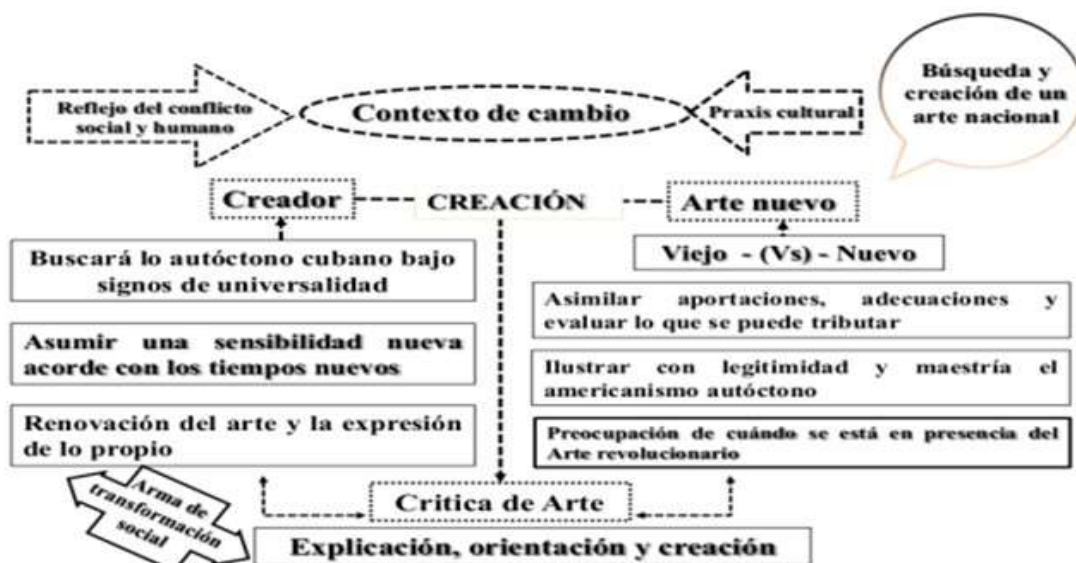 Reflejo del conflicto
social y humano
Contexto de cambio
Praxis cultural
Búsqueda y
creación de un
arte nacional
Creador
CREACIÓN
Arte nuevo
Buscará lo autóctono cubano bajo
signos de universalidad
Asumir una sensibilidad nueva
acorde con los tiempos nuevos
Renovación del arte y la expresión
de lo propio
Viejo - (Vs) - Nuevo
Asimilar aportaciones, adecuaciones y
evaluar lo que se puede tributar
Ilustrar con legitimidad y maestría el
americanismo autóctono
Preocupación de cuándo se está en presencia del
Arte revolucionario
Arma de
transformación
social
Critica de Arte
Explicación, orientación y creación